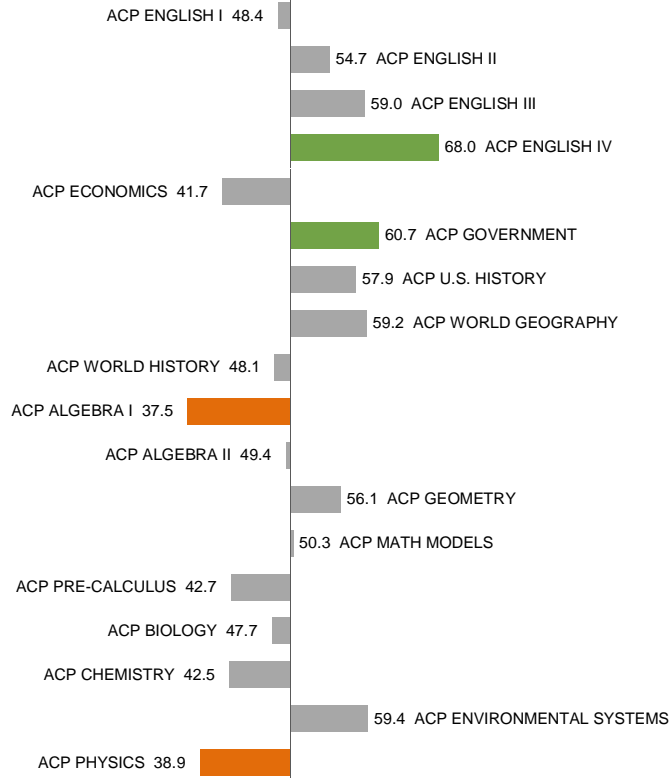 ACP ENGLISH I 48.4
54.7 ACP ENGLISH II
59.0 ACP ENGLISH III
68.0 ACP ENGLISH IV
ACP ECONOMICS 41.7
60.7 ACP GOVERNMENT
57.9 ACP U.S. HISTORY
59.2 ACP WORLD GEOGRAPHY
ACP WORLD HISTORY 48.1
ACP ALGEBRA I 37.5
ACP ALGEBRA II 49.4
56.1 ACP GEOMETRY
50.3 ACP MATH MODELS
ACP PRE-CALCULUS 42.7
ACP BIOLOGY 47.7
ACP CHEMISTRY 42.5
59.4 ACP ENVIRONMENTAL SYSTEMS
ACP PHYSICS 38.9